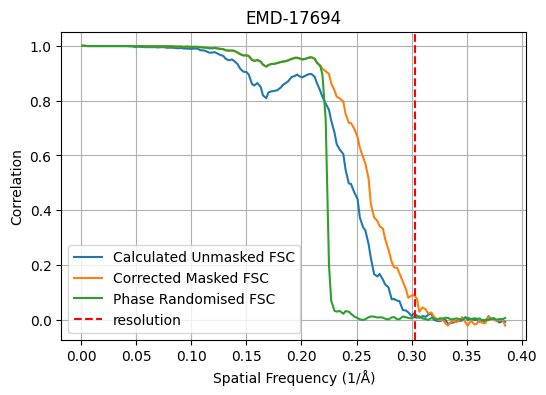 EMD-17694
1.0
0.8
0.6
0.4
0.2
0.0
Correlation
Calculated Unmasked FSC
Corrected Masked FSC
Phase Randomised FSC
resolution
0.00 0.05 0.10 0.15 0.20 0.25 0.30 0.35 0.40
Spatial Frequency (1/Å)